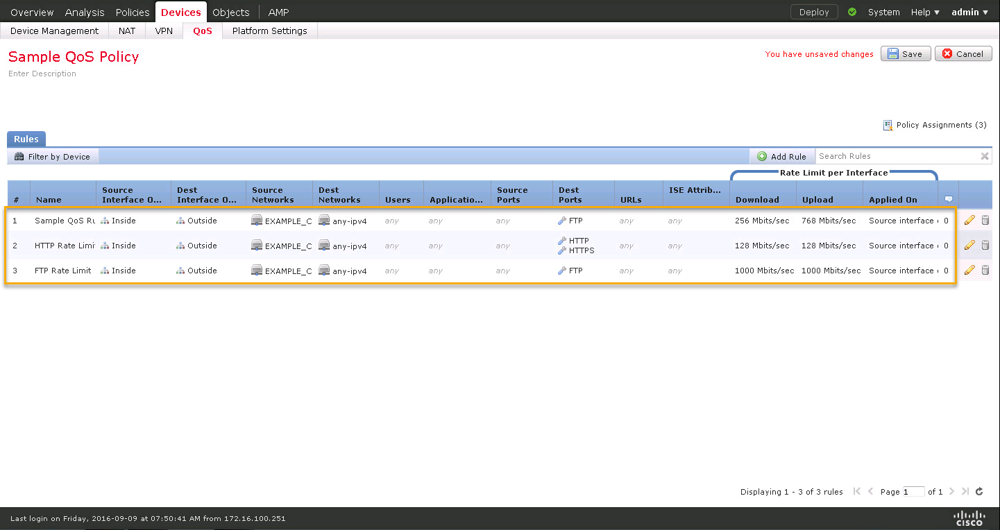 Overview Analysis Policies Devices Objects AMP Deploy System Help ▼ admin ▼
Device Management NAT VPN QoS Platform Settings
Sample QoS Policy
You have unsaved changes Save Cancel
Enter Description
Policy Assignments (3)
Rules
Filter by Device Add Rule Search Rules
Rate Limit per Interface
# Name Source Interface O... Dest Interface O... Source Networks Dest Networks Users Applicatio... Source Ports Dest Ports URLs ISE Attrib... Download Upload Applied On
1 Sample QoS Ru Inside Outside EXAMPLE_C any-ipv4 any any any FTP any any 256 Mbits/sec 768 Mbits/sec Source interface 0
2 HTTP Rate Limi Inside Outside EXAMPLE_C any-ipv4 any any any HTTP HTTPS any any 128 Mbits/sec 128 Mbits/sec Source interface 0
3 FTP Rate Limit Inside Outside EXAMPLE_C any-ipv4 any any any FTP any any 1000 Mbits/sec 1000 Mbits/sec Source interface 0
Displaying 1 - 3 of 3 rules Page 1 of 1
Last login on Friday, 2016-09-09 at 07:50:41 AM from 172.16.100.251
CISCO